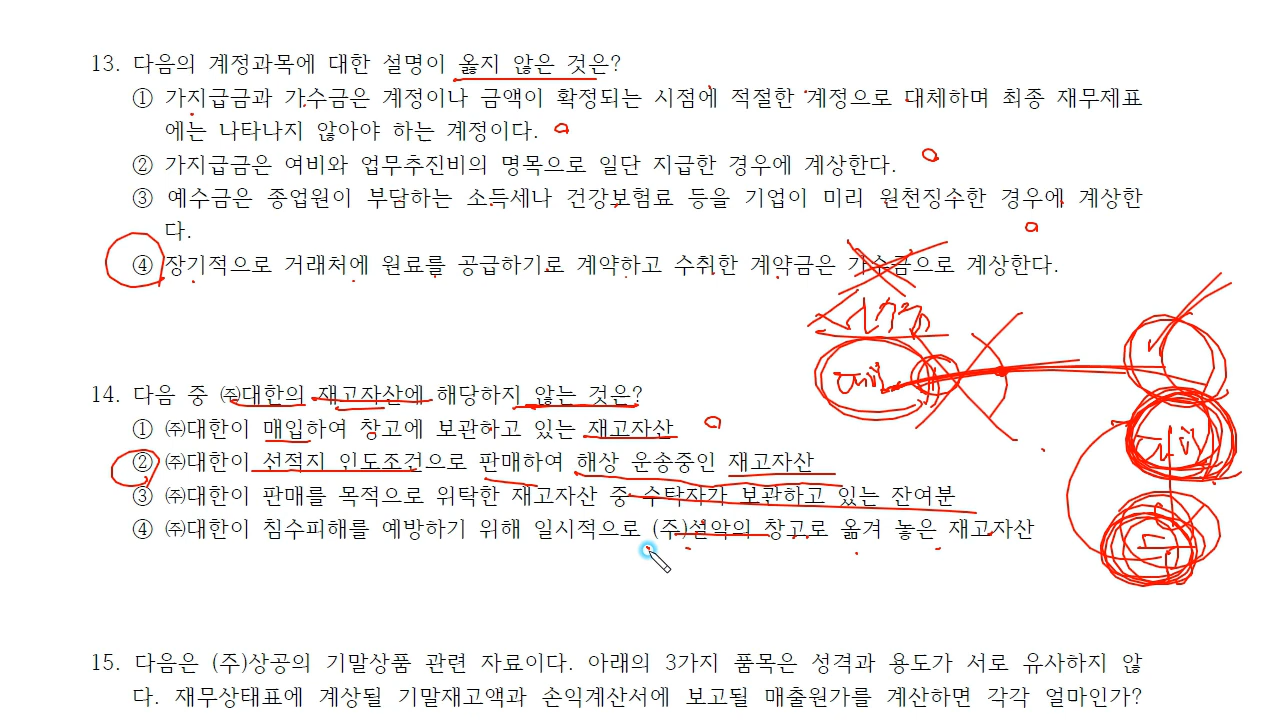 13. 다음의 계정과목에 대한 설명이 옳지 않은 것은?
① 가지급금과 가수금은 계정이나 금액이 확정되는 시점에 적절한 계정으로 대체하며 최종 재무제표
에는 나타나지 않아야 하는 계정이다.
② 가지급금은 여비와 업무추진비의 명목으로 일단 지급한 경우에 계상한다.
③ 예수금은 종업원이 부담하는 소득세나 건강보험료 등을 기업이 미리 원천징수한 경우에 계상한
다.
④ 장기적으로 거래처에 원료를 공급하기로 계약하고 수취한 계약금은 가수금으로 계상한다.
선수금
14. 다음 중 ㈜대한의 재고자산에 해당하지 않는 것은?
① ㈜대한이 매입하여 창고에 보관하고 있는 재고자산
② ㈜대한이 선적지 인도조건으로 판매하여 해상 운송중인 재고자산
③ ㈜대한이 판매를 목적으로 위탁한 재고자산 중 수탁자가 보관하고 있는 잔여분
④ ㈜대한이 침수피해를 예방하기 위해 일시적으로 (주)설악의 창고로 옮겨 놓은 재고자산
15. 다음은 (주)상공의 기말상품 관련 자료이다. 아래의 3가지 품목은 성격과 용도가 서로 유사하지 않
다. 재무상태표에 계상될 기말재고액과 손익계산서에 보고될 매출원가를 계산하면 각각 얼마인가?